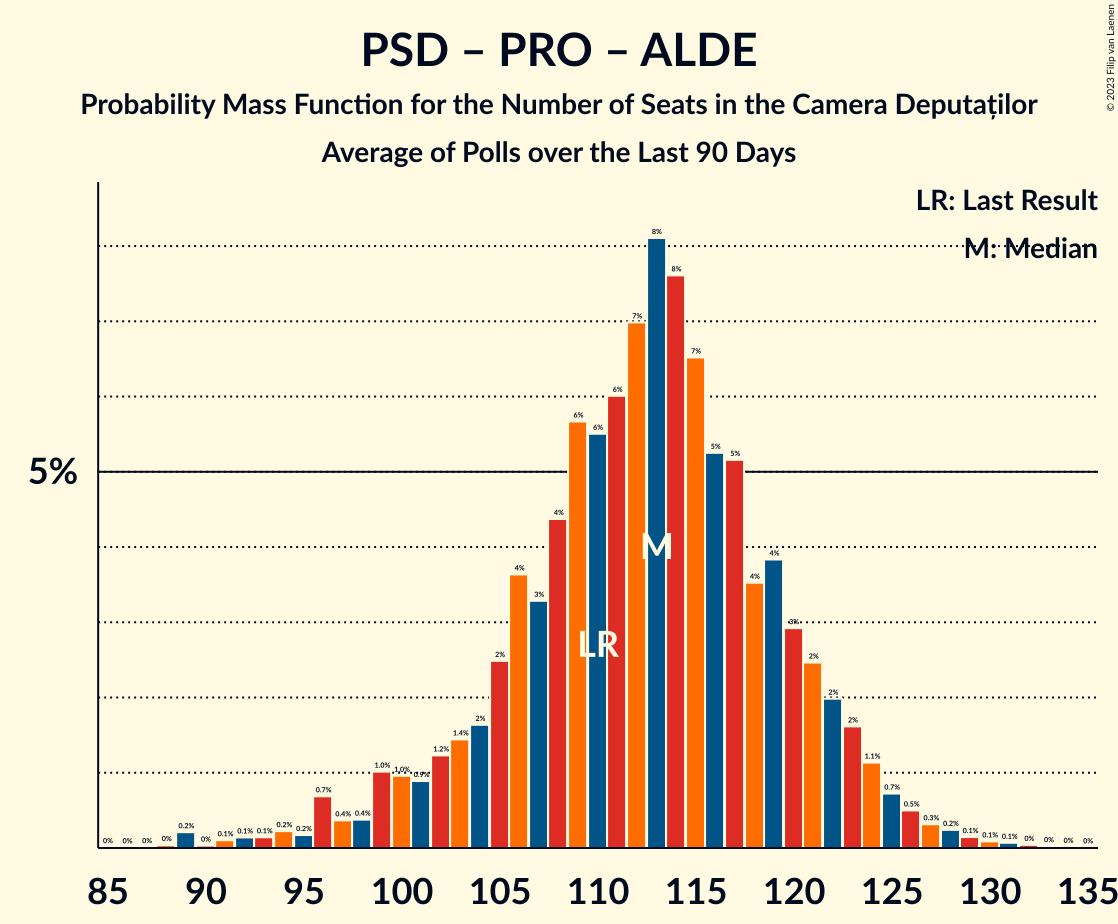 PSD – PRO – ALDE
Probability Mass Function for the Number of Seats in the Camera Deputaților
Average of Polls over the Last 90 Days
© 2023 Filip van Laenen
LR: Last Result
M: Median
5%
0% 0% 0% 0% 0.2% 0% 0.1% 0.1% 0.1% 0.2% 0.2% 0.7% 0.4% 0.4% 1.0% 1.0% 0.9% 1.2% 1.4% 2% 2% 4% 3% 4% 6% 6% 6% 7% 8% 8% 7% 5% 5% 4% 4% 3% 2% 2% 2% 1.1% 0.7% 0.5% 0.3% 0.2% 0.1% 0.1% 0.1% 0% 0% 0% 0%
M
LR
85 90 95 100 105 110 115 120 125 130 135